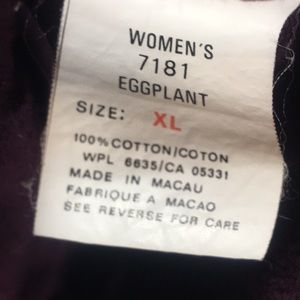 WOMEN'S
7181
EGGPLANT
SIZE: XL
100% COTTON/COTON
WPL 6635/CA 05331
MADE IN MACAU
FABRIQUE A MACAO
SEE REVERSE FOR CARE